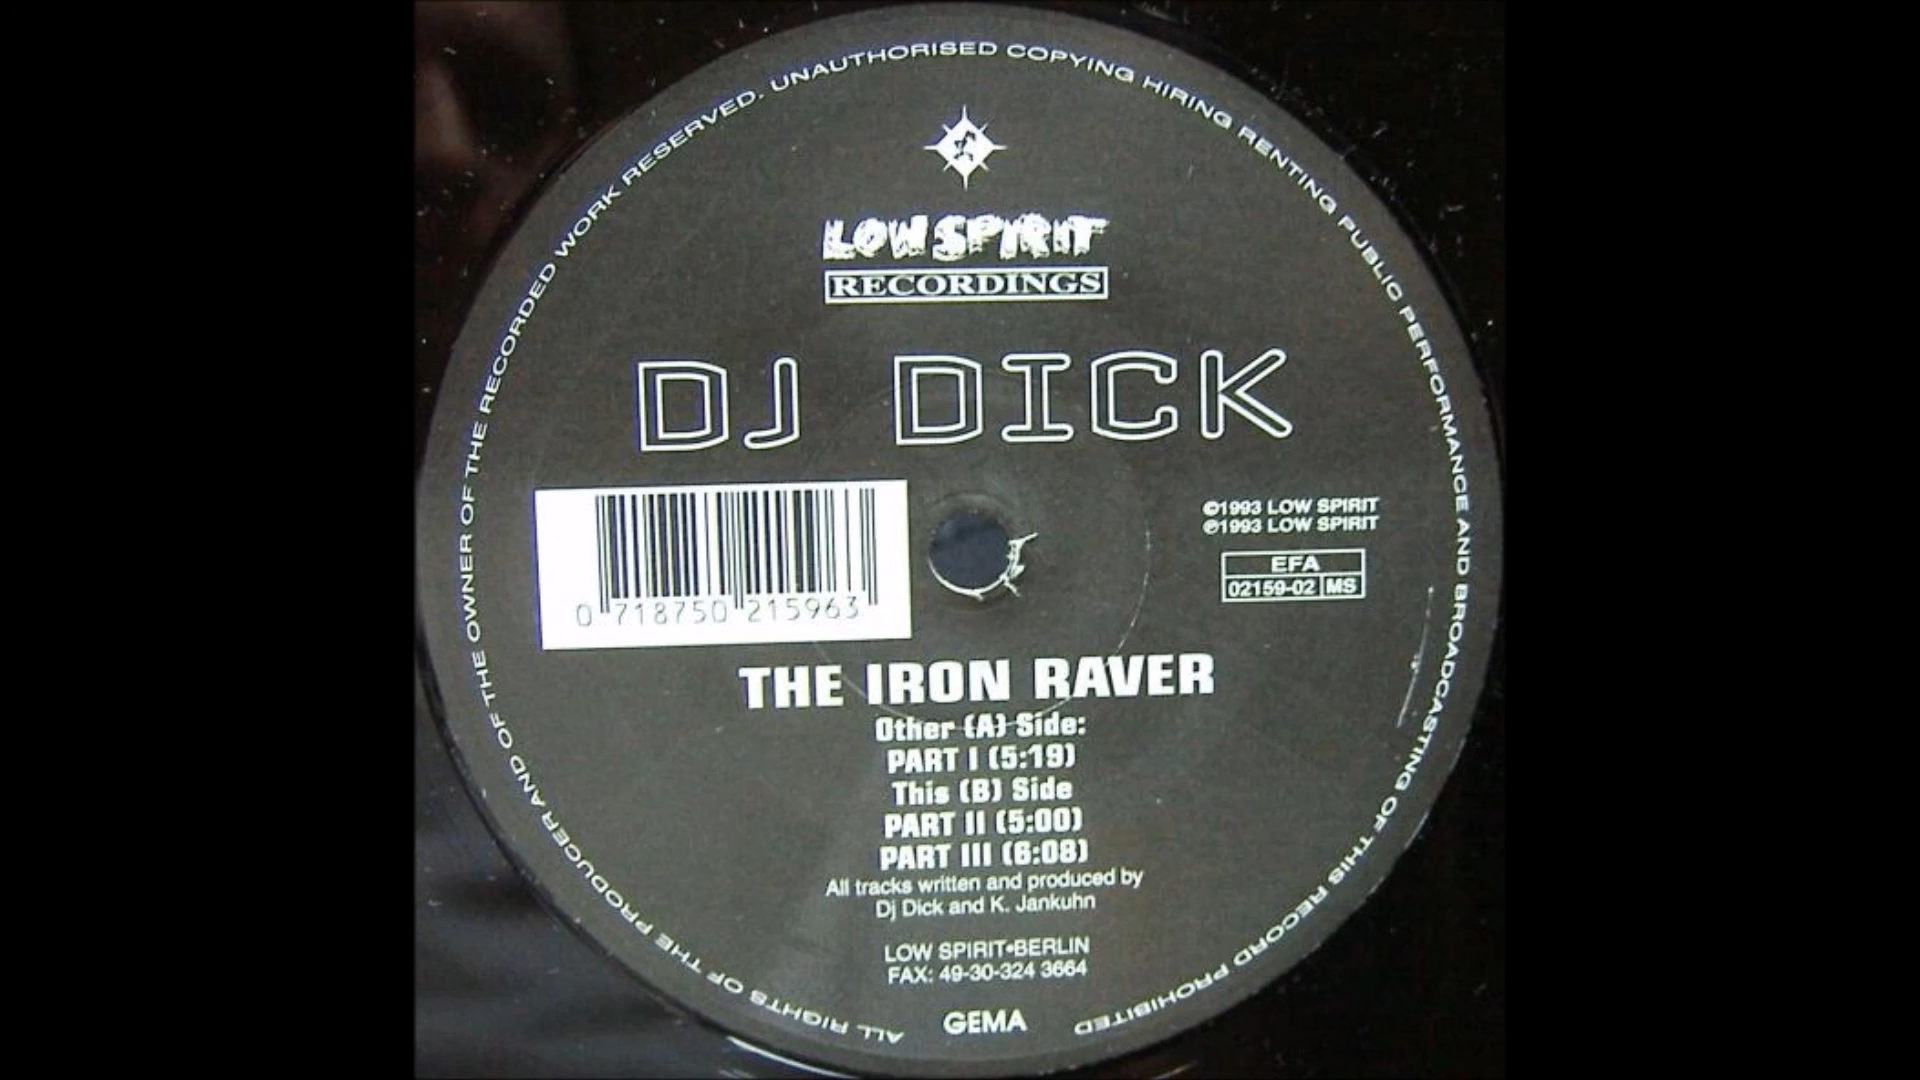 ALL RIGHTS OF THE PRODUCER AND OF THE OWNER OF THE RECORDED WORK RESERVED. UNAUTHORISED COPYING HIRING RENTING PUBLIC PERFORMANCE AND BROADCASTING OF THIS RECORD PROHIBITED
LOW SPIRIT
RECORDINGS
DJ DICK
©1993 LOW SPIRIT
℗1993 LOW SPIRIT
EFA
02159-02 MS
0 718750 215963
THE IRON RAVER
Other (A) Side:
PART I (5:19)
This (B) Side
PART II (5:00)
PART III (6:08)
All tracks written and produced by
Dj Dick and K. Jankuhn
LOW SPIRIT•BERLIN
FAX: 49-30-324 3664
GEMA